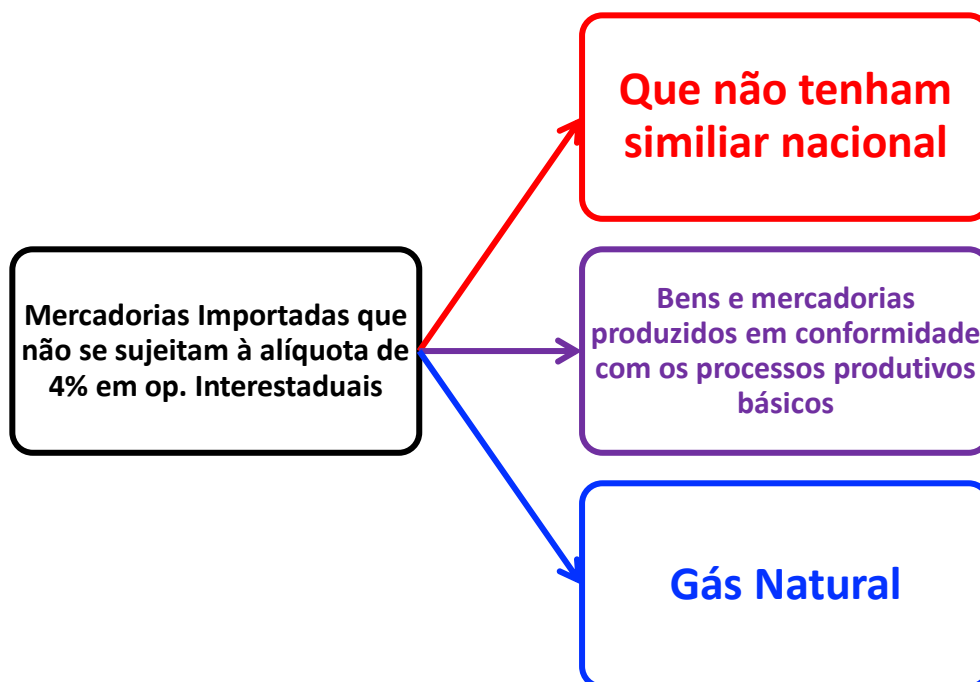 Mercadorias Importadas que
não se sujeitam à alíquota de
4% em op. Interestaduais
Que não tenham
similiar nacional
Bens e mercadorias
produzidos em conformidade
com os processos produtivos
básicos
Gás Natural